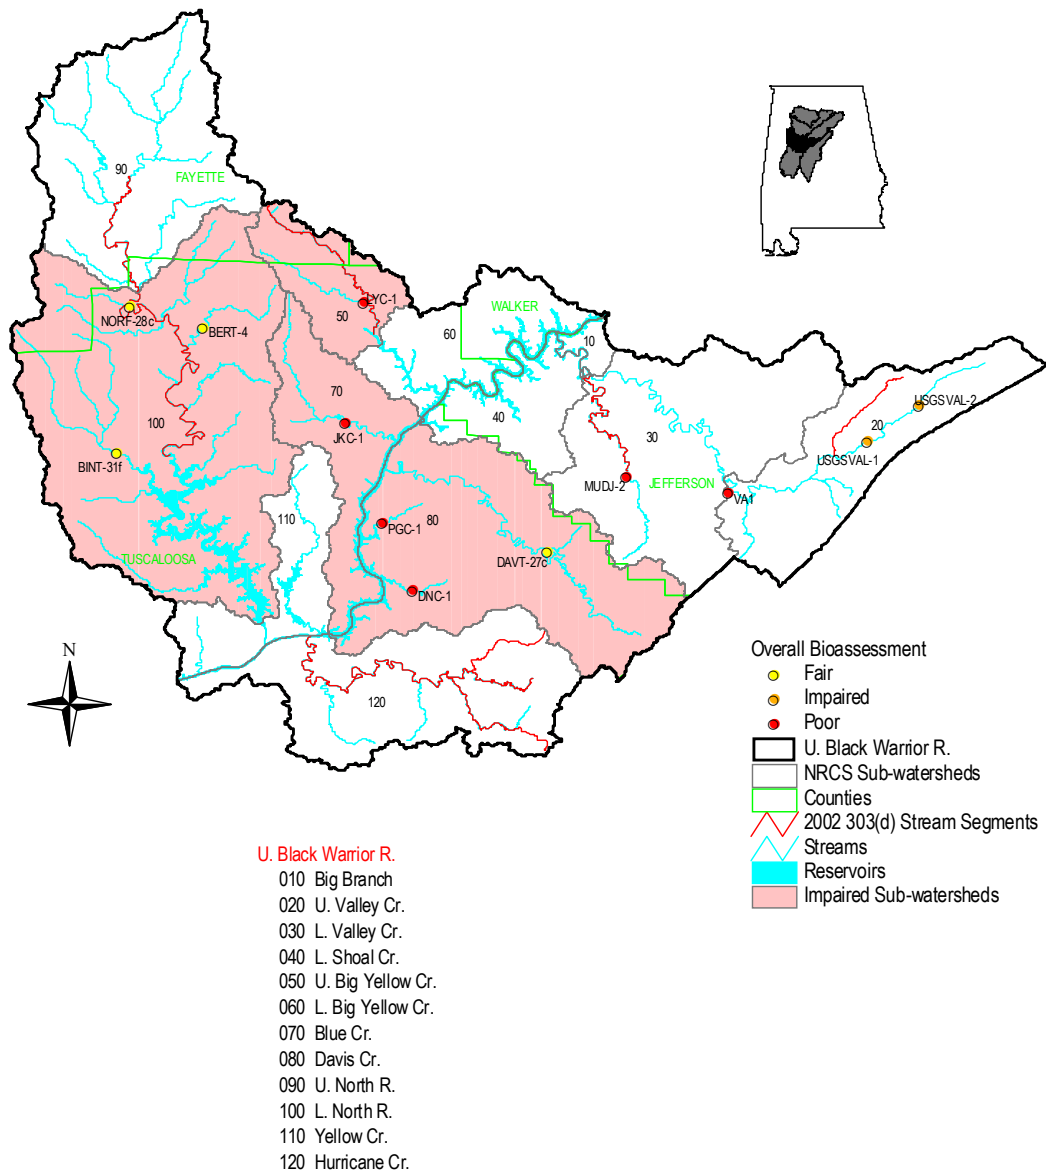 90
FAYETTE
WALKER
LYC-1
50
NORF-28c
BERT-4
60
10
70
40
100
JKC-1
30
USGSVAL-2
20
USGSVAL-1
BINT-31f
MUDJ-2
JEFFERSON
VA1
110
PGC-1
80
TUSCALOOSA
DAVT-27c
DNC-1
N
120
Overall Bioassessment
Fair
Impaired
Poor
U. Black Warrior R.
NRCS Sub-watersheds
Counties
2002 303(d) Stream Segments
Streams
Reservoirs
Impaired Sub-watersheds
U. Black Warrior R.
010 Big Branch
020 U. Valley Cr.
030 L. Valley Cr.
040 L. Shoal Cr.
050 U. Big Yellow Cr.
060 L. Big Yellow Cr.
070 Blue Cr.
080 Davis Cr.
090 U. North R.
100 L. North R.
110 Yellow Cr.
120 Hurricane Cr.